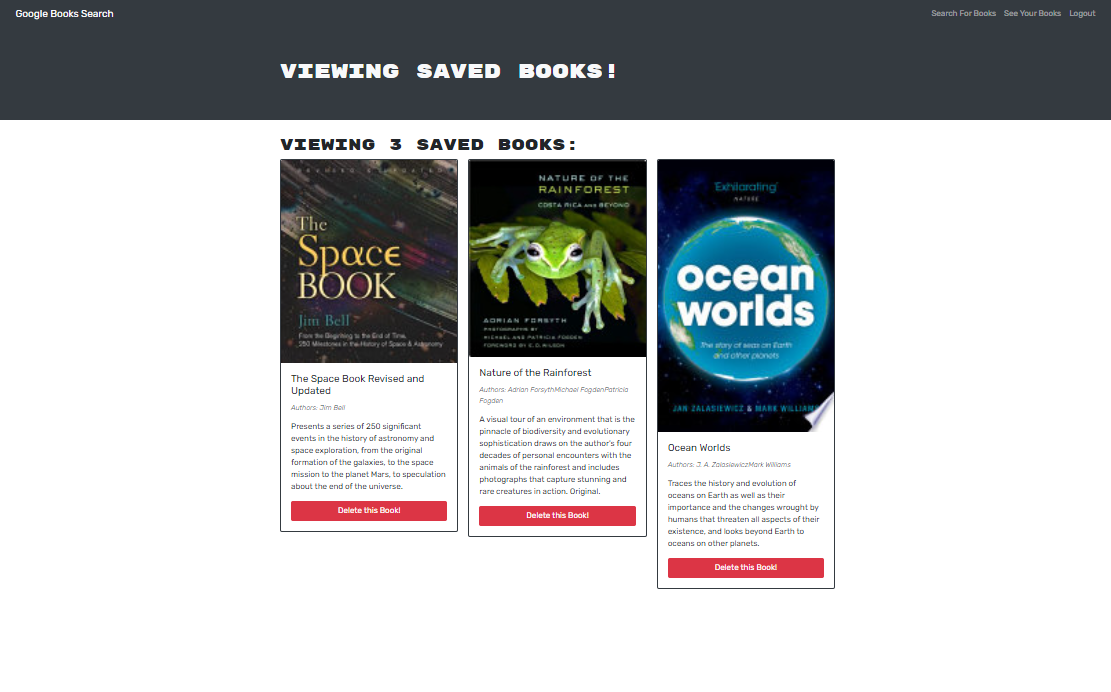 Google Books Search
Search For Books See Your Books Logout
VIEWING SAVED BOOKS!
VIEWING 3 SAVED BOOKS:
The
Space
BOOK
Jim Bell
From the Beginning to the End of Time,
250 Milestones in the History of Space & Astronomy
The Space Book Revised and
Updated
Authors: Jim Bell
Presents a series of 250 significant
events in the history of astronomy and
space exploration, from the original
formation of the galaxies, to the space
mission to the planet Mars, to speculation
about the end of the universe.
Delete this Book!
NATURE OF THE
RAINFOREST
COSTA RICA AND BEYOND
ADRIAN FORSYTH
PHOTOGRAPHS BY
MICHAEL AND PATRICIA FOGDEN
FOREWORD BY E. O. WILSON
Nature of the Rainforest
Authors: Adrian ForsythMichael FogdenPatricia
Fogden
A visual tour of an environment that is the
pinnacle of biodiversity and evolutionary
sophistication draws on the author's four
decades of personal encounters with the
animals of the rainforest and includes
photographs that capture stunning and
rare creatures in action. Original.
Delete this Book!
'Exhilarating'
NATURE
ocean
worlds
The story of seas on Earth
and other planets
JAN ZALASIEWICZ & MARK WILLIAMS
Ocean Worlds
Authors: J. A. ZalasiewiczMark Williams
Traces the history and evolution of
oceans on Earth as well as their
importance and the changes wrought by
humans that threaten all aspects of their
existence, and looks beyond Earth to
oceans on other planets.
Delete this Book!